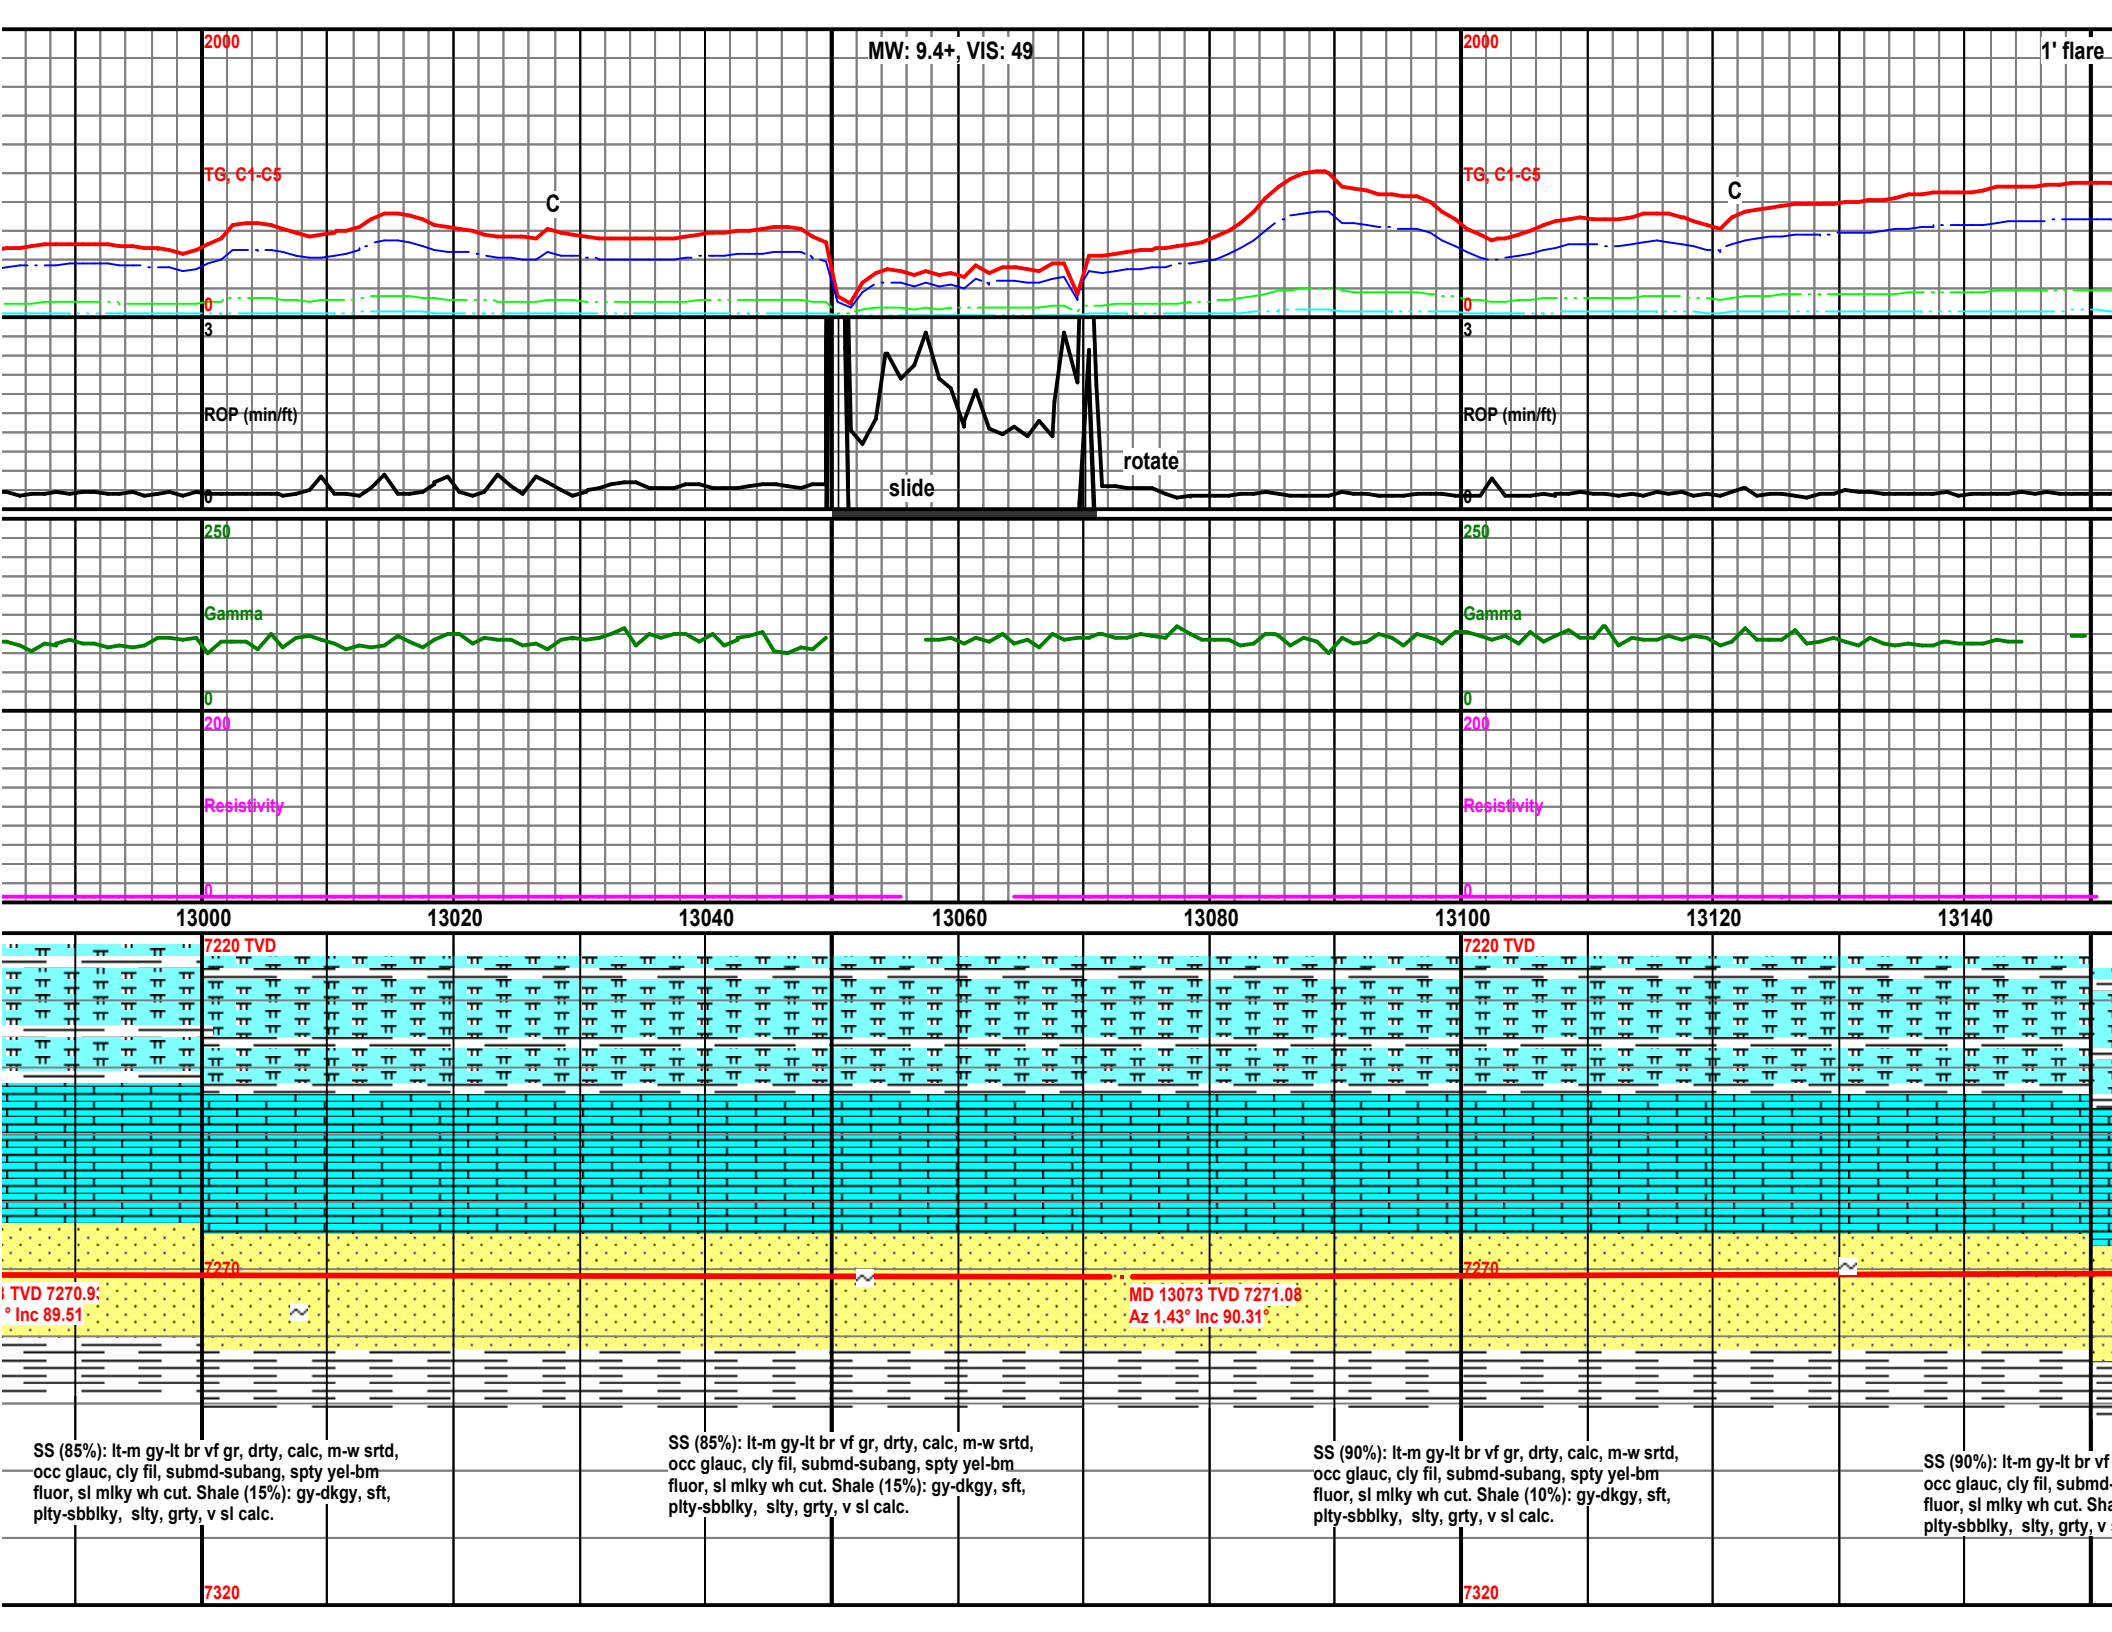 2000
MW: 9.4+, VIS: 49
2000
1' flare
TG, C1-C5
C
TG, C1-C5
C
0
0
3
3
ROP (min/ft)
ROP (min/ft)
rotate
slide
0
0
250
250
Gamma
Gamma
0
0
200
200
Resistivity
Resistivity
0
0
13000 13020 13040 13060 13080 13100 13120 13140
7220 TVD
7220 TVD
7270
7270
TVD 7270.93
° Inc 89.51
MD 13073 TVD 7271.08
Az 1.43° Inc 90.31°
SS (85%): lt-m gy-lt br vf gr, drty, calc, m-w srtd,
occ glauc, cly fil, submd-subang, spty yel-bm
fluor, sl mlky wh cut. Shale (15%): gy-dkgy, sft,
plty-sbblky, slty, grty, v sl calc.
SS (85%): lt-m gy-lt br vf gr, drty, calc, m-w srtd,
occ glauc, cly fil, submd-subang, spty yel-bm
fluor, sl mlky wh cut. Shale (15%): gy-dkgy, sft,
plty-sbblky, slty, grty, v sl calc.
SS (90%): lt-m gy-lt br vf gr, drty, calc, m-w srtd,
occ glauc, cly fil, submd-subang, spty yel-bm
fluor, sl mlky wh cut. Shale (10%): gy-dkgy, sft,
plty-sbblky, slty, grty, v sl calc.
SS (90%): lt-m gy-lt br vf
occ glauc, cly fil, submd-
fluor, sl mlky wh cut. Sha
plty-sbblky, slty, grty, v
7320
7320